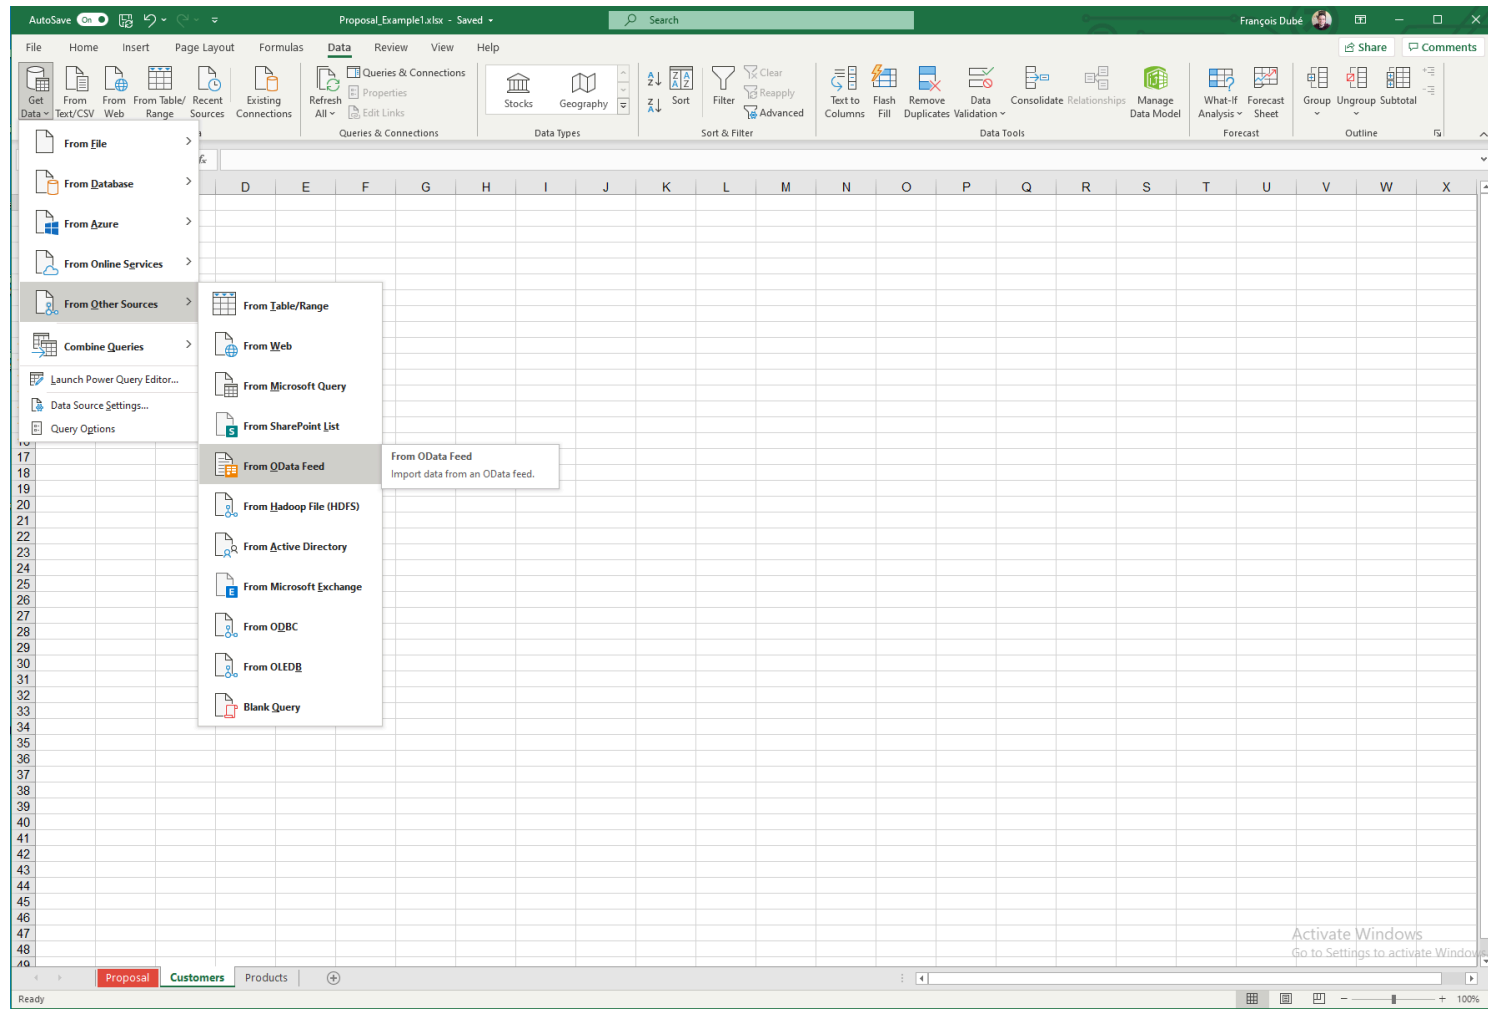 AutoSave On Proposal_Example1.xlsx - Saved Search François Dubé
File Home Insert Page Layout Formulas Data Review View Help Share Comments
Get Data From Text/CSV From Web From Table/ Range Recent Sources Existing Connections
Refresh All Queries & Connections Properties Edit Links
Stocks Geography
Sort Filter Clear Reapply Advanced
Text to Columns Flash Fill Remove Duplicates Data Validation Consolidate Relationships Manage Data Model
What-If Analysis Forecast Sheet
Group Ungroup Subtotal
Queries & Connections Data Types Sort & Filter Data Tools Forecast Outline
fx
From File
From Database
From Azure
From Online Services
From Other Sources
Combine Queries
Launch Power Query Editor...
Data Source Settings...
Query Options
From Table/Range
From Web
From Microsoft Query
From SharePoint List
From OData Feed
From Hadoop File (HDFS)
From Active Directory
From Microsoft Exchange
From ODBC
From OLEDB
Blank Query
From OData Feed
Import data from an OData feed.
D E F G H I J K L M N O P Q R S T U V W X
17
18
19
20
21
22
23
24
25
26
27
28
29
30
31
32
33
34
35
36
37
38
39
40
41
42
43
44
45
46
47
48
49
Activate Windows
Go to Settings to activate Windows
Proposal Customers Products
Ready 100%